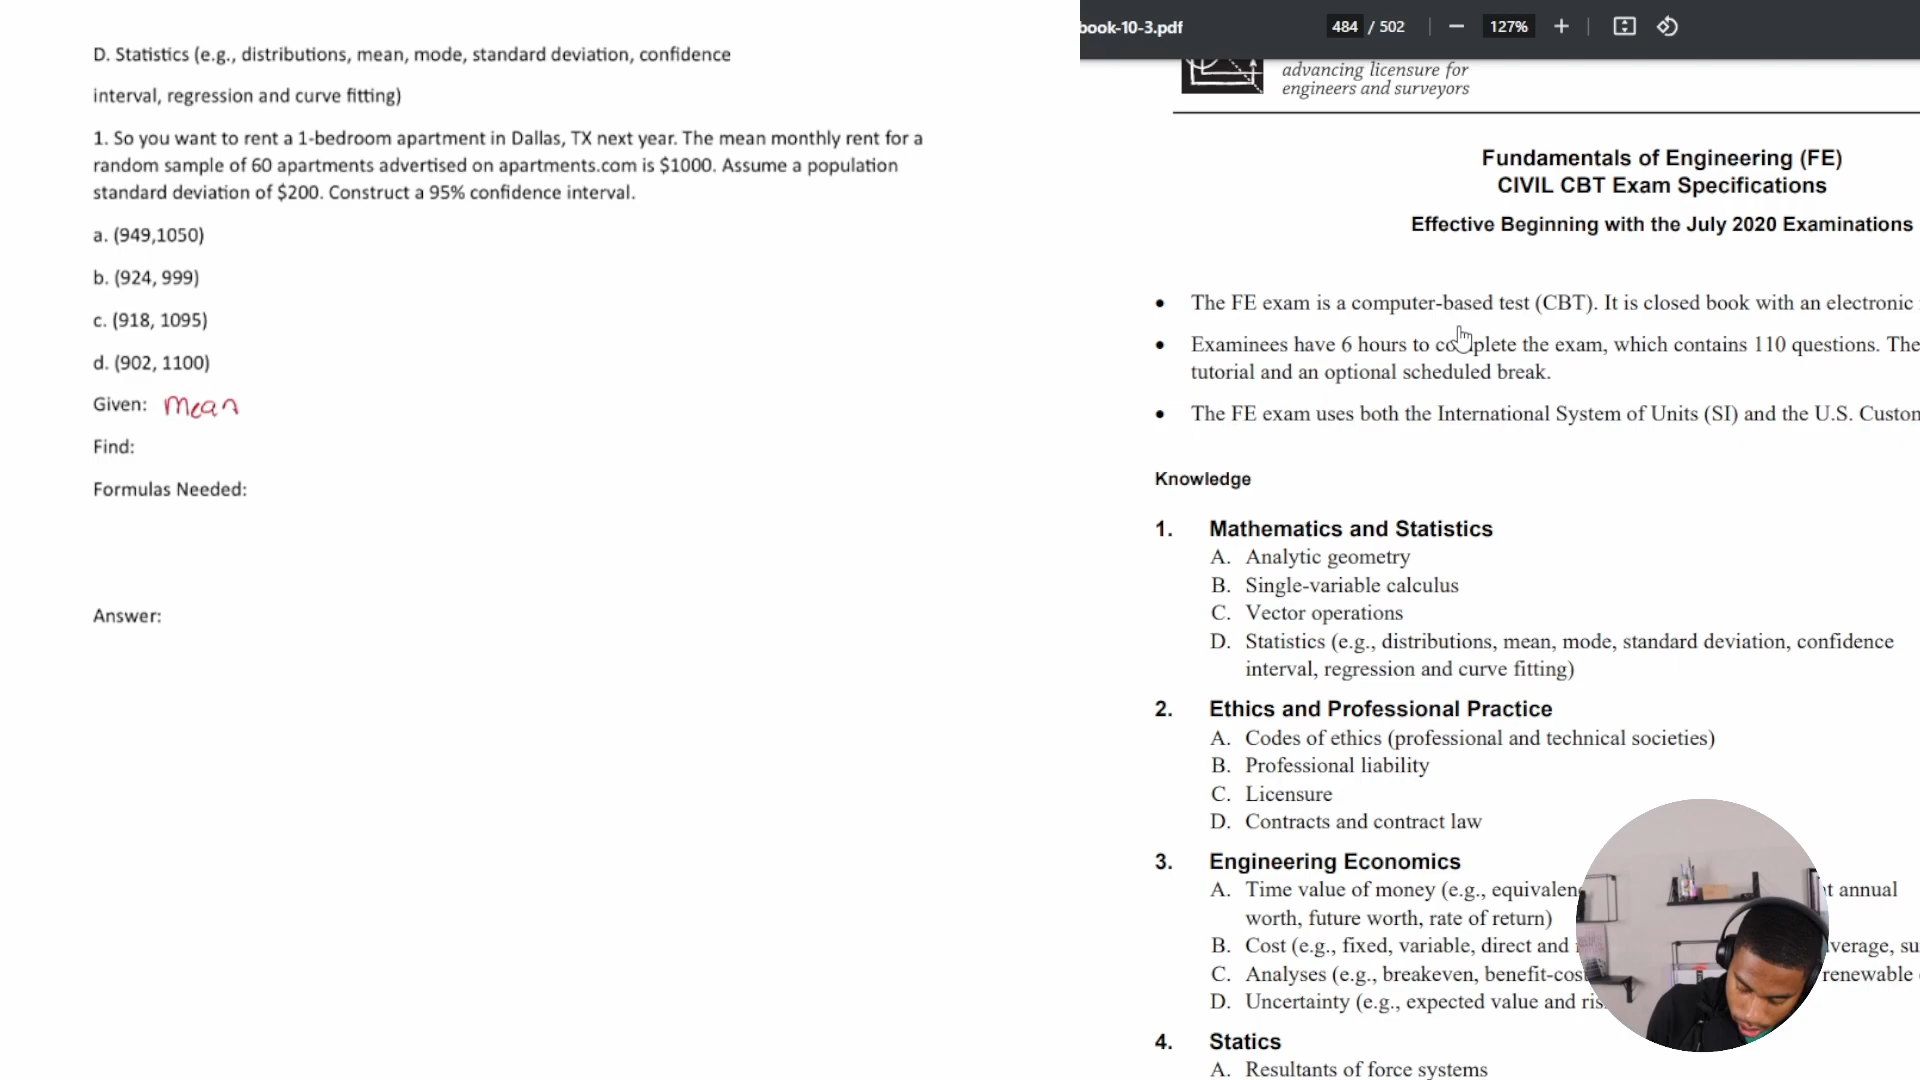 D. Statistics (e.g., distributions, mean, mode, standard deviation, confidence
interval, regression and curve fitting)
1. So you want to rent a 1-bedroom apartment in Dallas, TX next year. The mean monthly rent for a
random sample of 60 apartments advertised on apartments.com is $1000. Assume a population
standard deviation of $200. Construct a 95% confidence interval.
a. (949,1050)
b. (924, 999)
c. (918, 1095)
d. (902, 1100)
Given: mean
Find:
Formulas Needed:
Answer:
book-10-3.pdf 484 / 502 127%
advancing licensure for
engineers and surveyors
Fundamentals of Engineering (FE)
CIVIL CBT Exam Specifications
Effective Beginning with the July 2020 Examinations
• The FE exam is a computer-based test (CBT). It is closed book with an electronic
• Examinees have 6 hours to complete the exam, which contains 110 questions. The
tutorial and an optional scheduled break.
• The FE exam uses both the International System of Units (SI) and the U.S. Custom
Knowledge
1. Mathematics and Statistics
A. Analytic geometry
B. Single-variable calculus
C. Vector operations
D. Statistics (e.g., distributions, mean, mode, standard deviation, confidence
interval, regression and curve fitting)
2. Ethics and Professional Practice
A. Codes of ethics (professional and technical societies)
B. Professional liability
C. Licensure
D. Contracts and contract law
3. Engineering Economics
A. Time value of money (e.g., equivalen t annual
worth, future worth, rate of return)
B. Cost (e.g., fixed, variable, direct and verage, su
C. Analyses (e.g., breakeven, benefit-cos renewable
D. Uncertainty (e.g., expected value and ris
4. Statics
A. Resultants of force systems